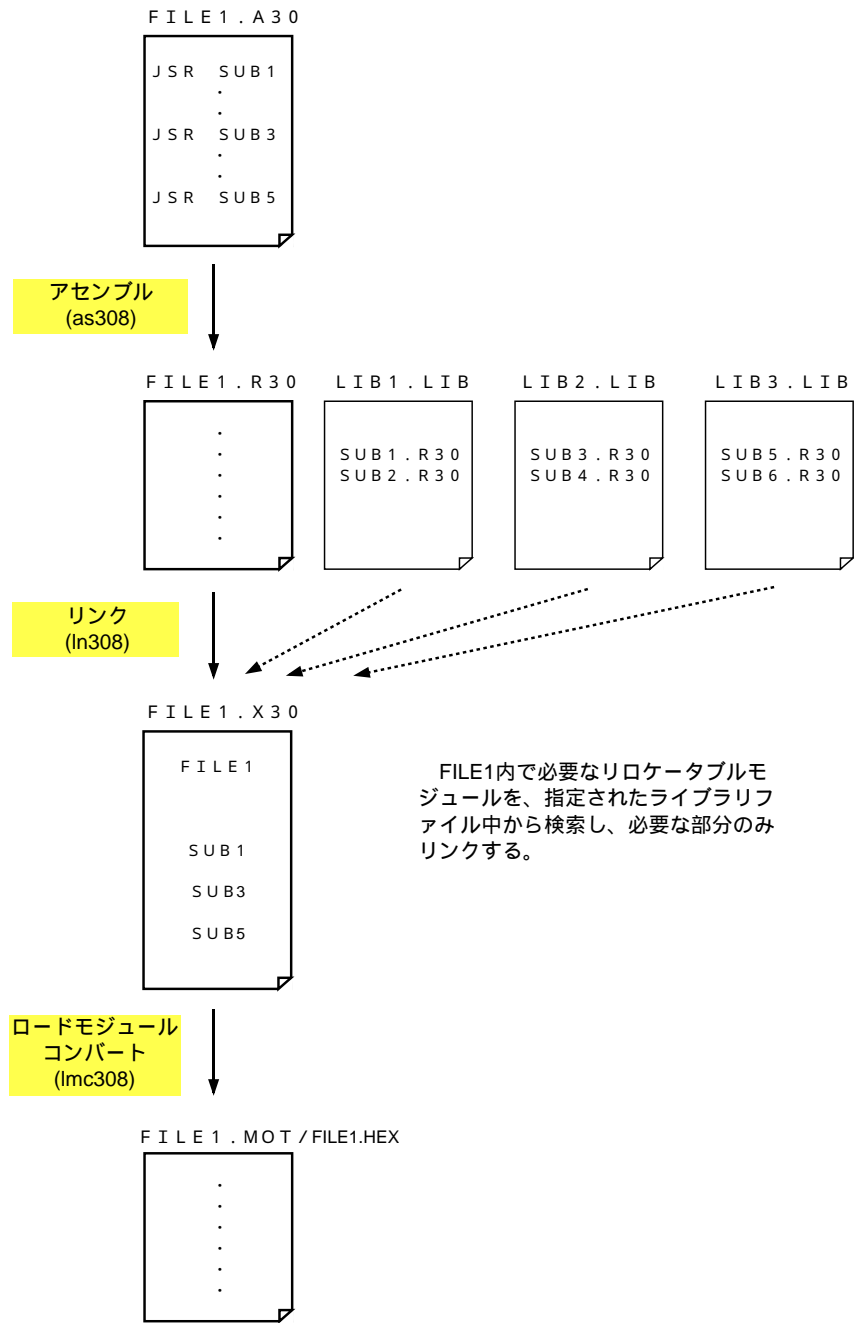 ＦＩＬＥ１．Ａ３０
ＪＳＲ　ＳＵＢ１
・
・
ＪＳＲ　ＳＵＢ３
・
・
ＪＳＲ　ＳＵＢ５
アセンブル
(as308)
ＦＩＬＥ１．Ｒ３０
・
・
・
・
・
・
ＬＩＢ１．ＬＩＢ
ＳＵＢ１．Ｒ３０
ＳＵＢ２．Ｒ３０
ＬＩＢ２．ＬＩＢ
ＳＵＢ３．Ｒ３０
ＳＵＢ４．Ｒ３０
ＬＩＢ３．ＬＩＢ
ＳＵＢ５．Ｒ３０
ＳＵＢ６．Ｒ３０
リンク
(ln308)
ＦＩＬＥ１．Ｘ３０
ＦＩＬＥ１
ＳＵＢ１
ＳＵＢ3
ＳＵＢ5
FILE1内で必要なリロケータブルモ
ジュールを、指定されたライブラリフ
ァイル中から検索し、必要な部分のみ
リンクする。
ロードモジュール
コンバート
(lmc308)
ＦＩＬＥ１．ＭＯＴ／FILE1.HEX
・
・
・
・
・
・